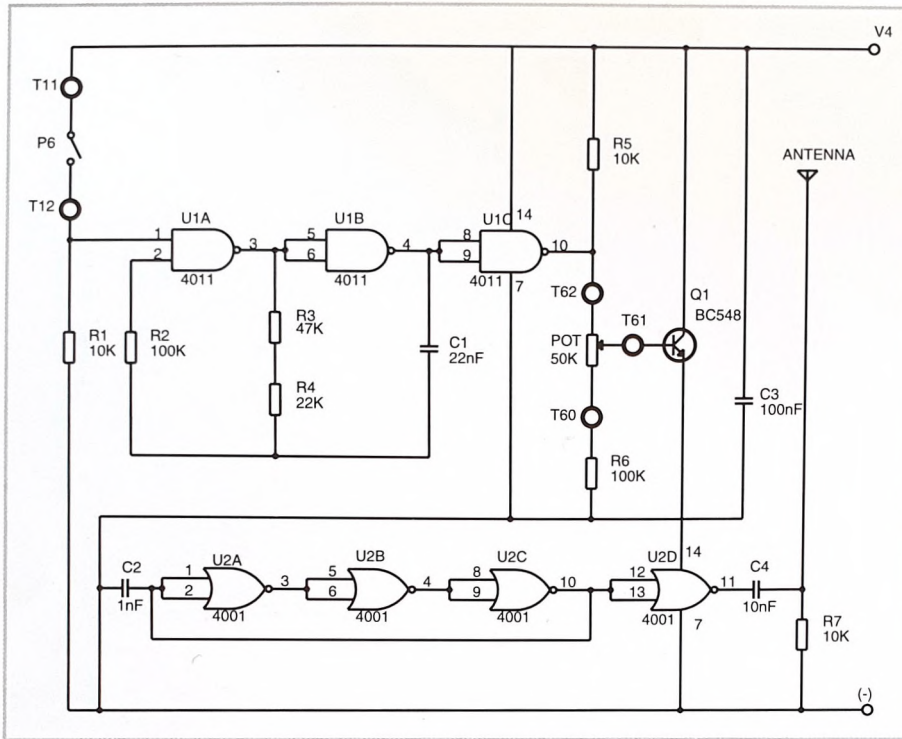 V4
T11
P6
T12
ANTENNA
R5
10K
U1A
U1B
U1C
14
1
2
3
5
6
4
8
9
10
4011
4011
4011
7
T62
Q1
BC548
T61
POT
50K
R1
10K
R2
100K
R3
47K
C1
22nF
R4
22K
C3
100nF
T60
R6
100K
C2
1nF
U2A
U2B
U2C
U2D
14
1
2
3
5
6
4
8
9
10
12
13
11
C4
10nF
4001
4001
4001
4001
7
R7
10K
(-)